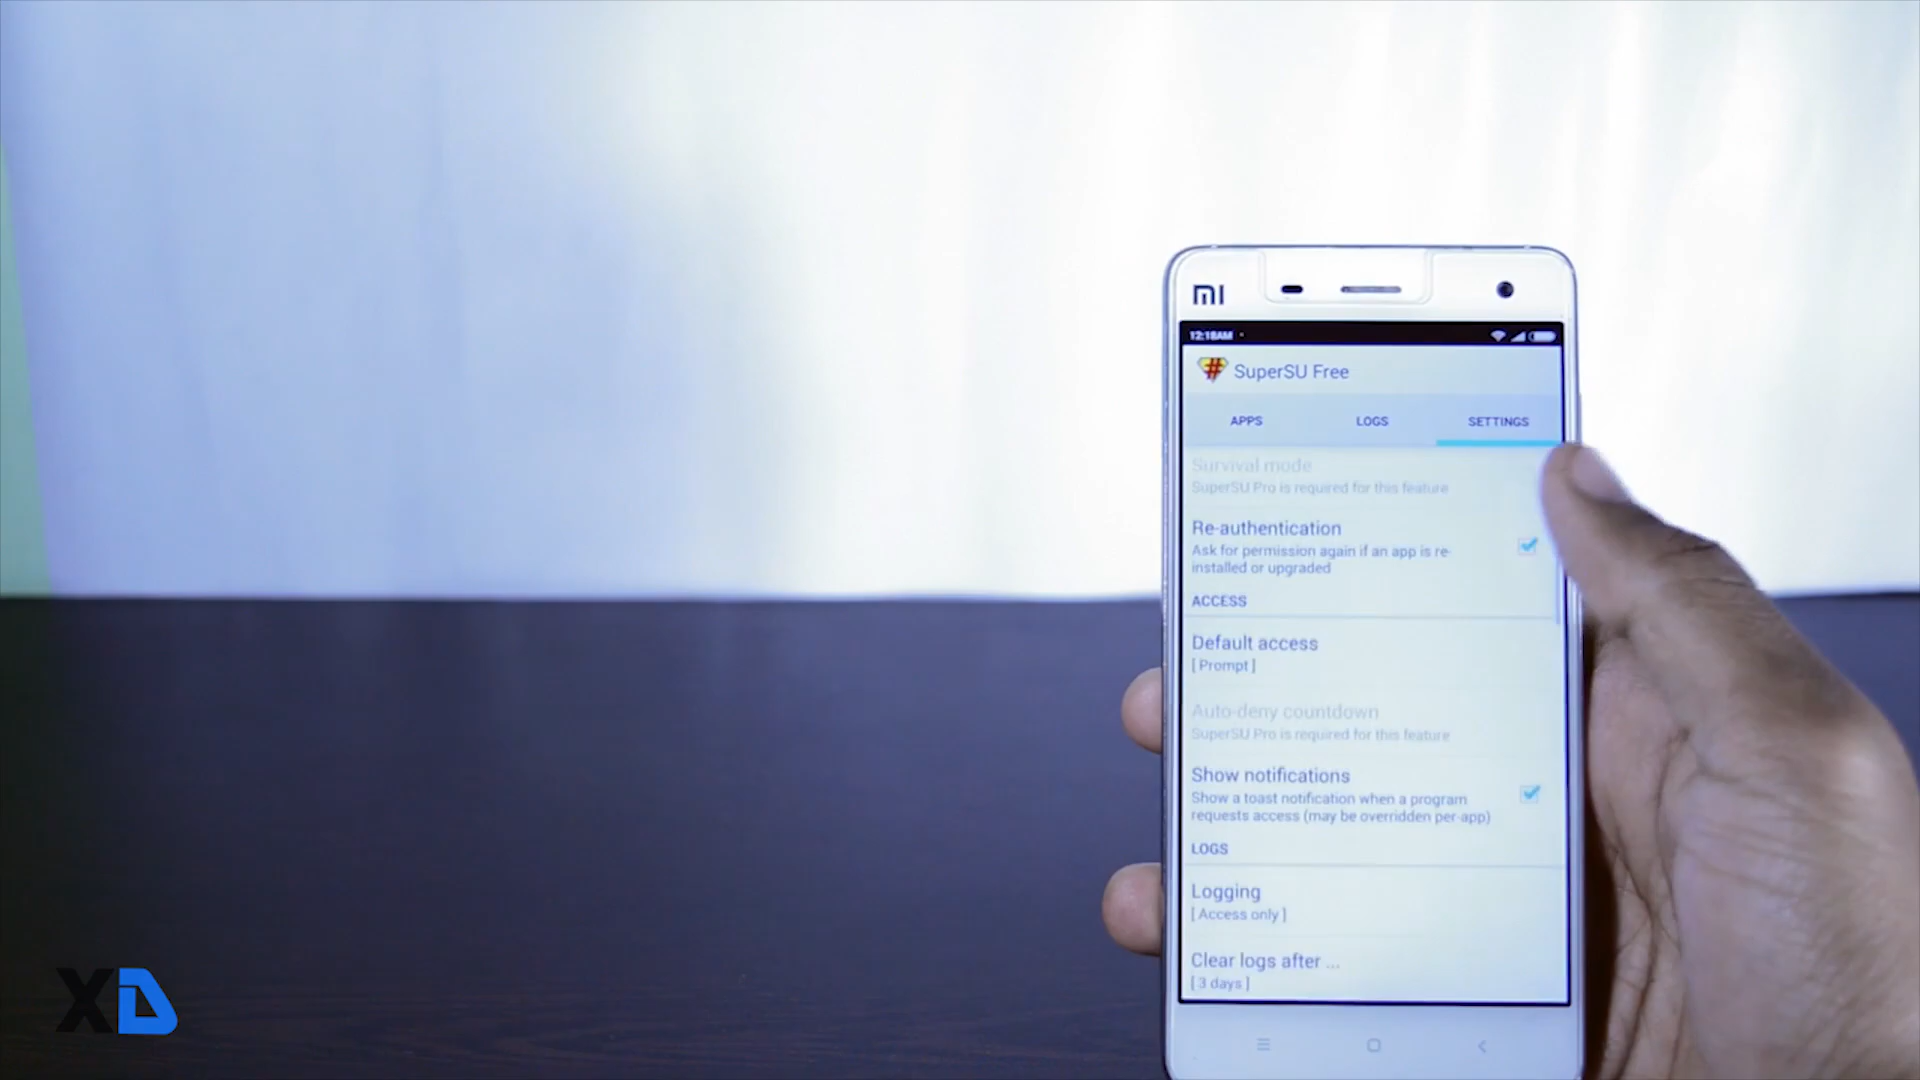 MI
12:18AM
SuperSU Free
APPS LOGS SETTINGS
Survival mode
SuperSU Pro is required for this feature
Re-authentication
Ask for permission again if an app is re-
installed or upgraded
ACCESS
Default access
[ Prompt ]
Auto-deny countdown
SuperSU Pro is required for this feature
Show notifications
Show a toast notification when a program
requests access (may be overridden per-app)
LOGS
Logging
[ Access only ]
Clear logs after ...
[ 3 days ]
XD